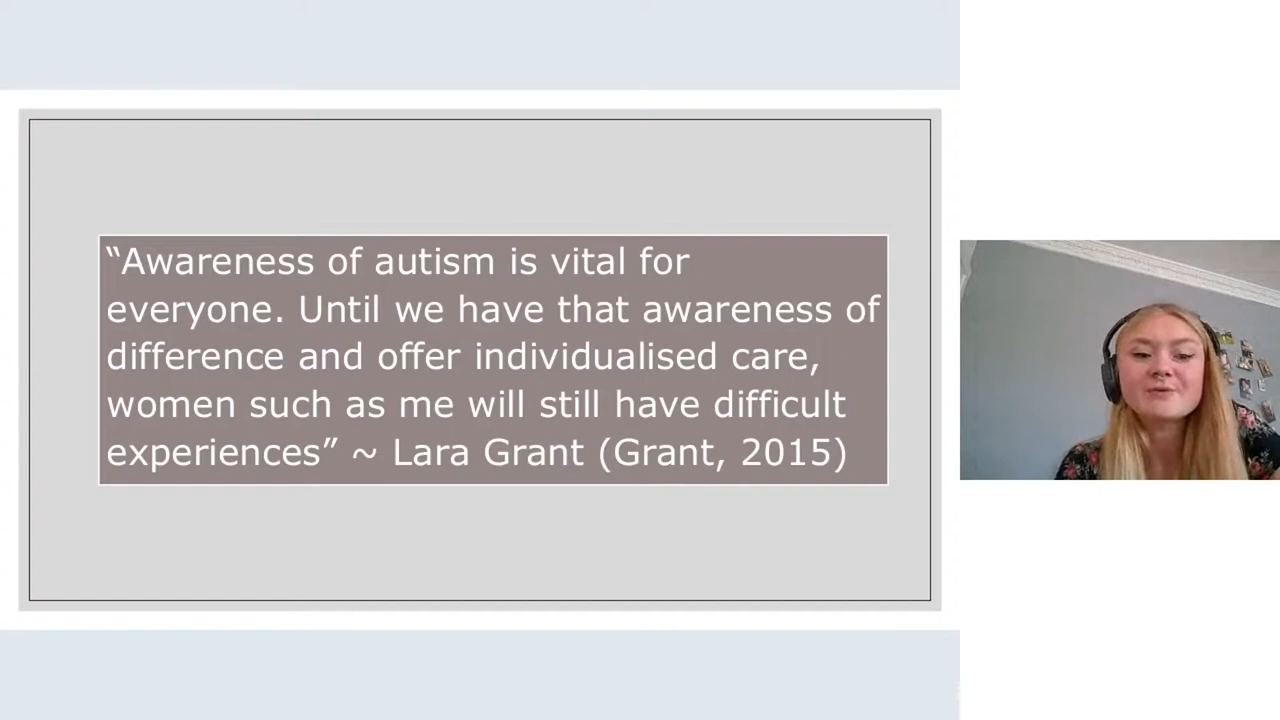 “Awareness of autism is vital for
everyone. Until we have that awareness of
difference and offer individualised care,
women such as me will still have difficult
experiences” ~ Lara Grant (Grant, 2015)